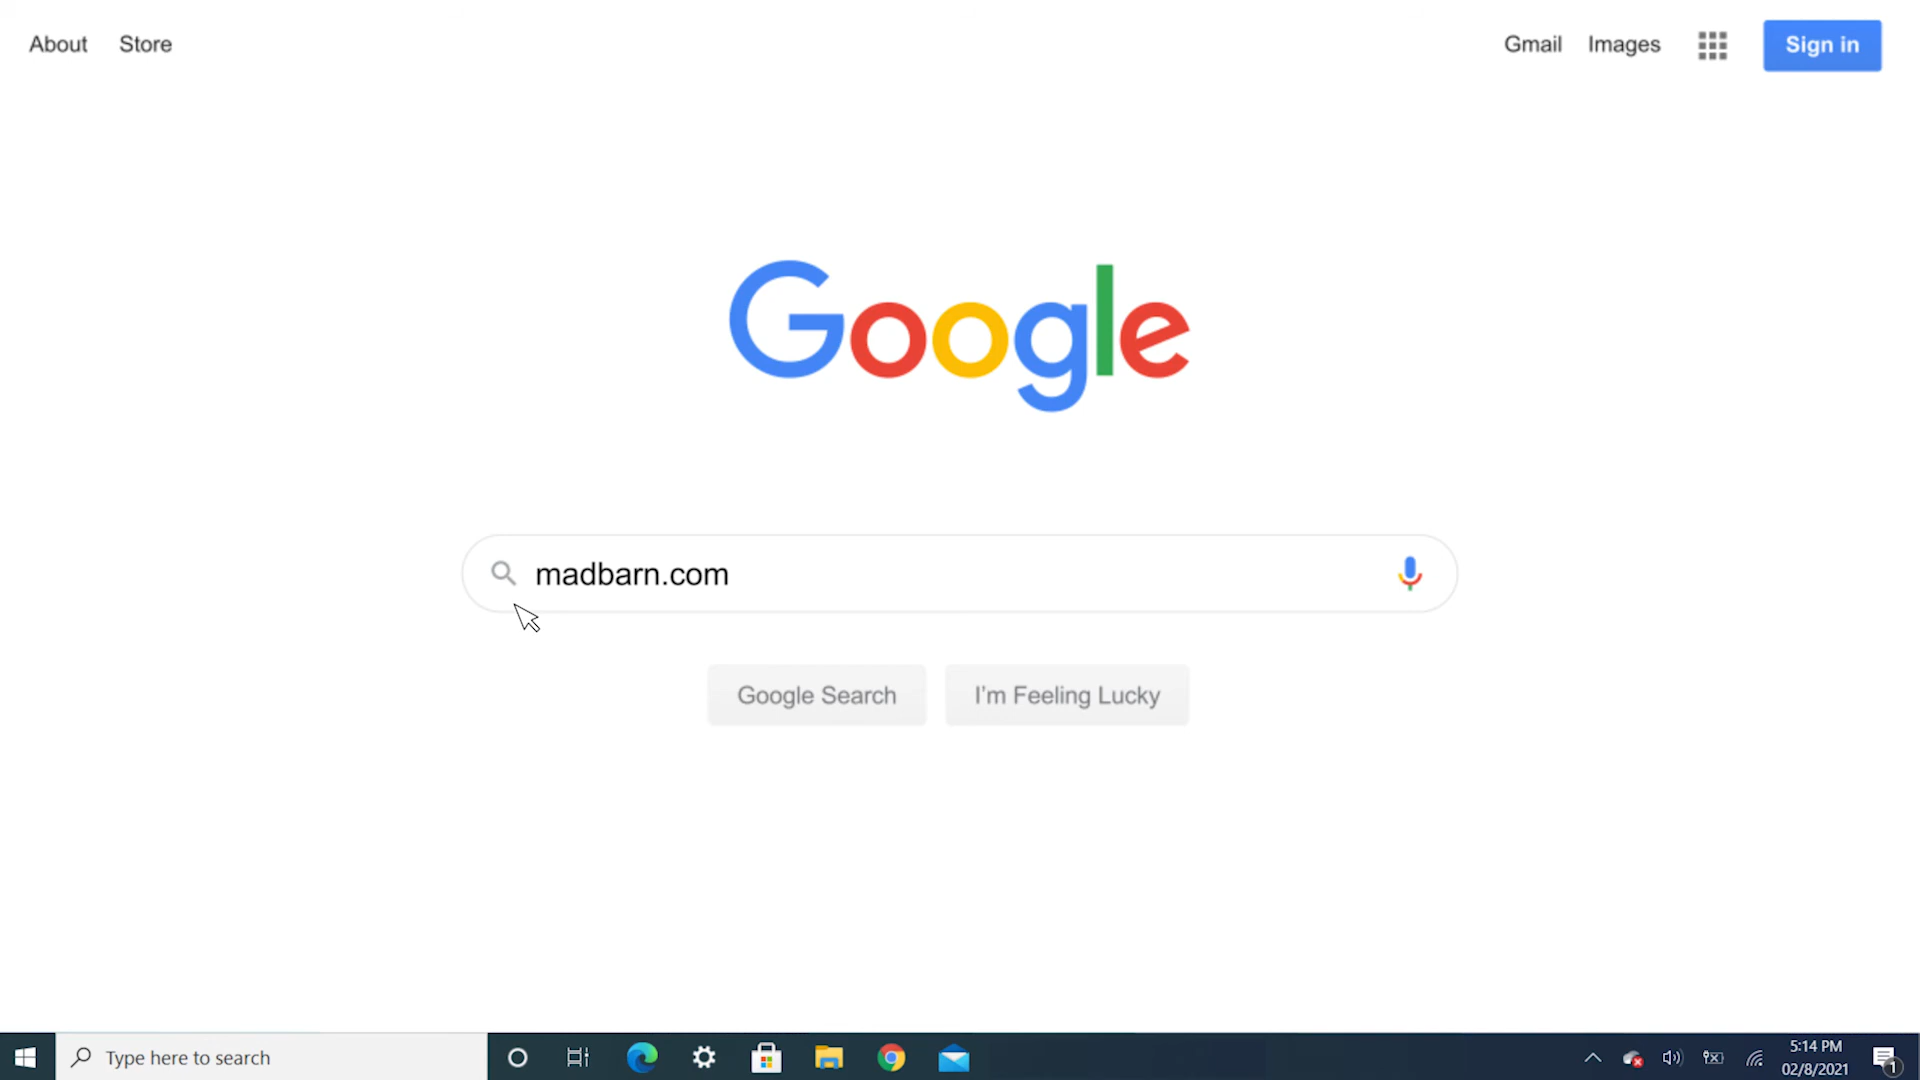 About Store Gmail Images Sign in
Google
madbarn.com
Google Search I'm Feeling Lucky
Type here to search
5:14 PM
02/8/2021
1